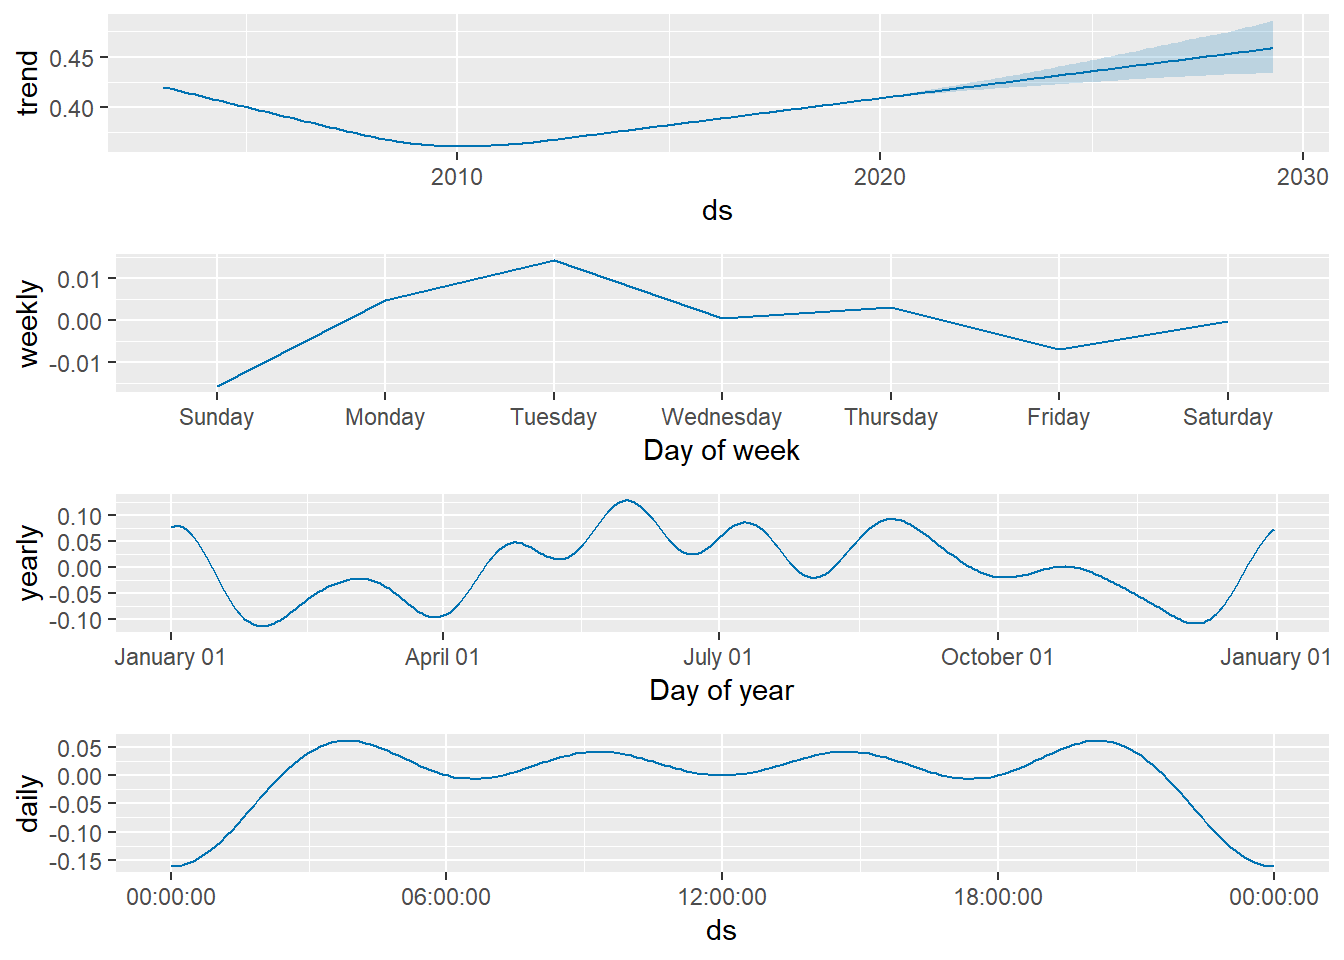 trend
0.45
0.40
2010 2020 2030
ds
weekly
0.01
0.00
-0.01
Sunday Monday Tuesday Wednesday Thursday Friday Saturday
Day of week
yearly
0.10
0.05
0.00
-0.05
-0.10
January 01 April 01 July 01 October 01 January 01
Day of year
daily
0.05
0.00
-0.05
-0.10
-0.15
00:00:00 06:00:00 12:00:00 18:00:00 00:00:00
ds